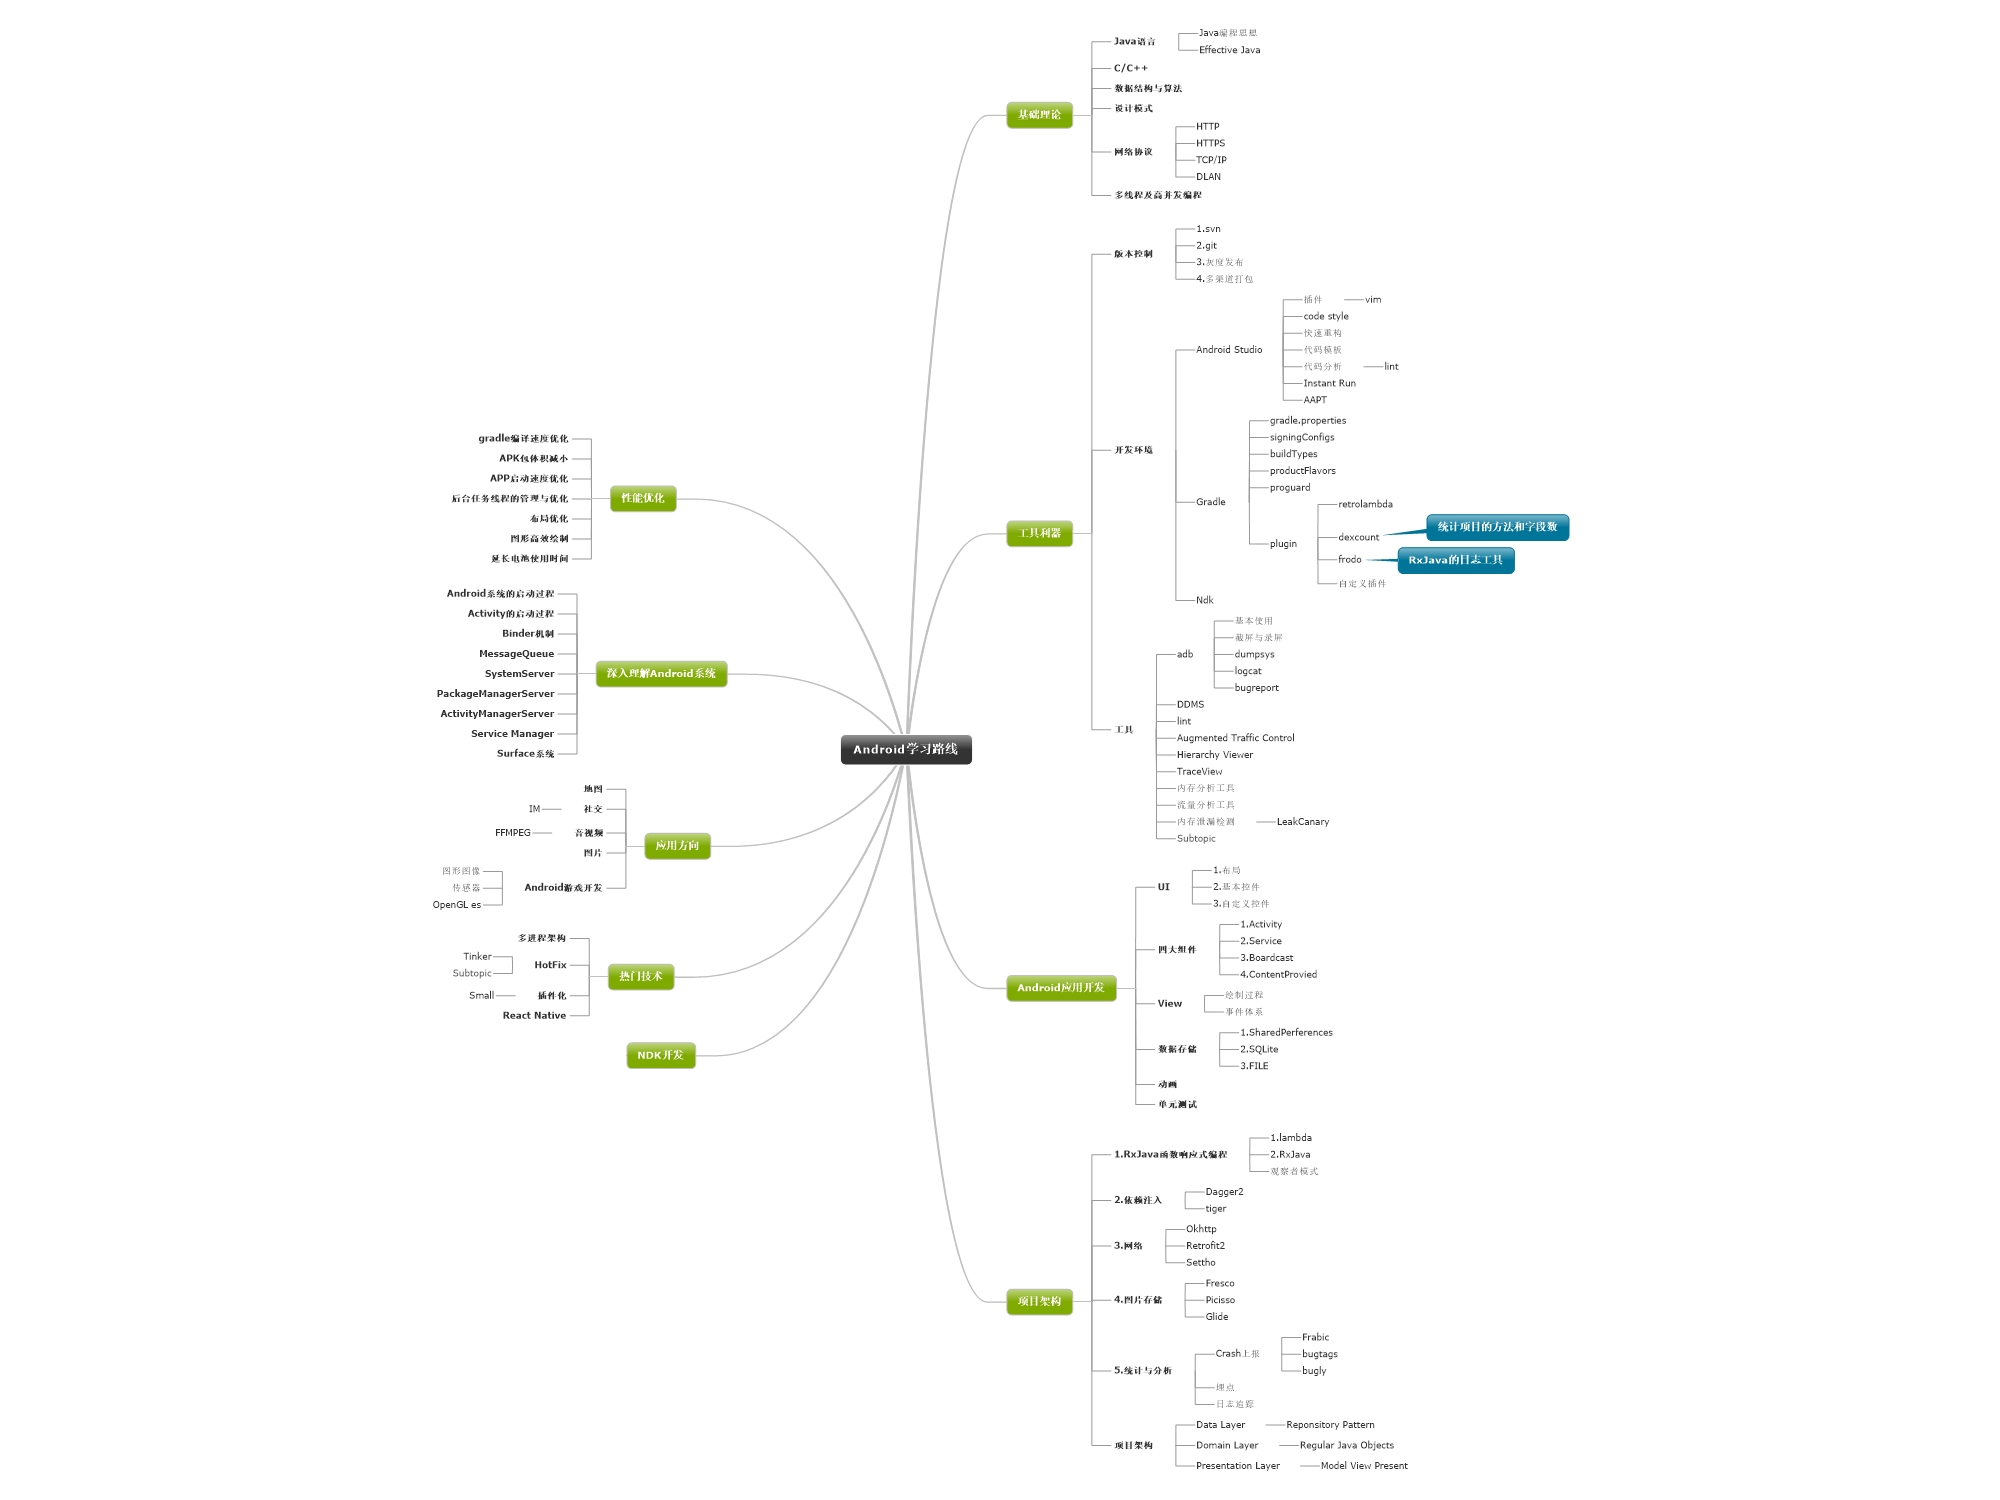 Android学习路线
基础理论
Java语言
Java编程思想
Effective Java
C/C++
数据结构与算法
设计模式
网络协议
HTTP
HTTPS
TCP/IP
DLAN
多线程及高并发编程
工具利器
版本控制
1.svn
2.git
3.灰度发布
4.多渠道打包
开发环境
Android Studio
插件
vim
code style
快速重构
代码模板
代码分析
lint
Instant Run
AAPT
Gradle
gradle.properties
signingConfigs
buildTypes
productFlavors
proguard
plugin
retrolambda
dexcount
统计项目的方法和字段数
frodo
RxJava的日志工具
自定义插件
Ndk
工具
adb
基本使用
截屏与录屏
dumpsys
logcat
bugreport
DDMS
lint
Augmented Traffic Control
Hierarchy Viewer
TraceView
内存分析工具
流量分析工具
内存泄漏检测
LeakCanary
Subtopic
Android应用开发
UI
1.布局
2.基本控件
3.自定义控件
四大组件
1.Activity
2.Service
3.Boardcast
4.ContentProvied
View
绘制过程
事件体系
数据存储
1.SharedPerferences
2.SQLite
3.FILE
动画
单元测试
项目架构
1.RxJava函数响应式编程
1.lambda
2.RxJava
观察者模式
2.依赖注入
Dagger2
tiger
3.网络
Okhttp
Retrofit2
Settho
4.图片存储
Fresco
Picisso
Glide
5.统计与分析
Crash上报
Frabic
bugtags
bugly
埋点
日志追踪
项目架构
Data Layer
Reponsitory Pattern
Domain Layer
Regular Java Objects
Presentation Layer
Model View Present
性能优化
gradle编译速度优化
APK包体积减小
APP启动速度优化
后台任务线程的管理与优化
布局优化
图形高效绘制
延长电池使用时间
深入理解Android系统
Android系统的启动过程
Activity的启动过程
Binder机制
MessageQueue
SystemServer
PackageManagerServer
ActivityManagerServer
Service Manager
Surface系统
应用方向
地图
社交
IM
音视频
FFMPEG
图片
Android游戏开发
图形图像
传感器
OpenGL es
热门技术
多进程架构
HotFix
Tinker
Subtopic
插件化
Small
React Native
NDK开发